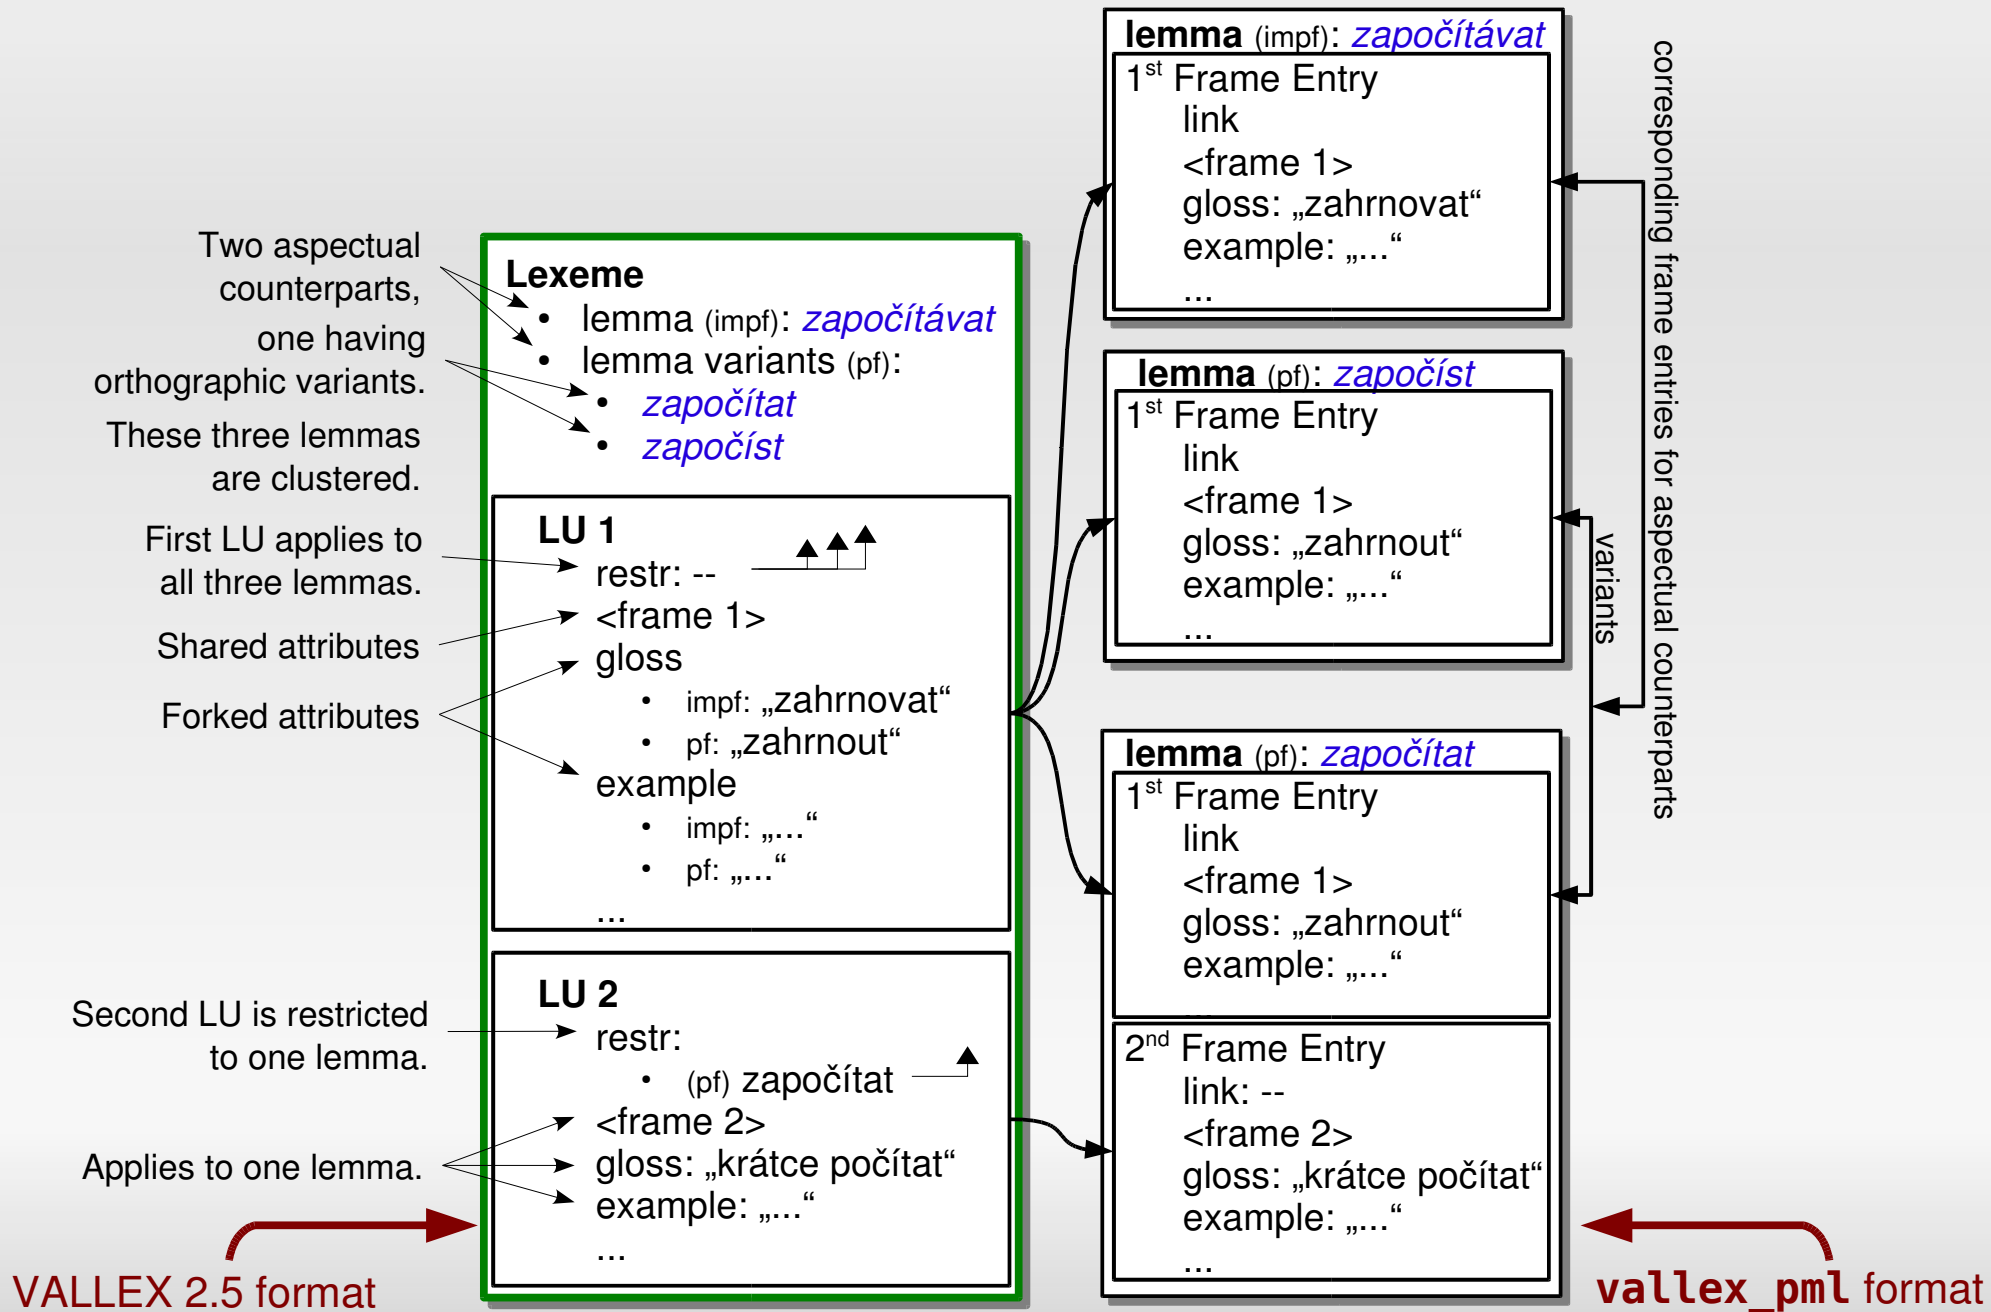 Two aspectual
counterparts,
one having
orthographic variants.
These three lemmas
are clustered.
First LU applies to
all three lemmas.
Shared attributes
Forked attributes
Second LU is restricted
to one lemma.
Applies to one lemma.
VALLEX 2.5 format
Lexeme
• lemma (impf): započítávat
• lemma variants (pf):
• započítat
• započíst
LU 1
restr: --
<frame 1>
gloss
• impf: „zahrnovat“
• pf: „zahrnout“
example
• impf: „...“
• pf: „...“
...
LU 2
restr:
• (pf) započítat
<frame 2>
gloss: „krátce počítat“
example: „...“
...
lemma (impf): započítávat
1st Frame Entry
link
<frame 1>
gloss: „zahrnovat“
example: „...“
...
lemma (pf): započíst
1st Frame Entry
link
<frame 1>
gloss: „zahrnout“
example: „...“
...
lemma (pf): započítat
1st Frame Entry
link
<frame 1>
gloss: „zahrnout“
example: „...“
...
2nd Frame Entry
link: --
<frame 2>
gloss: „krátce počítat“
example: „...“
...
variants
corresponding frame entries for aspectual counterparts
vallex_pml format